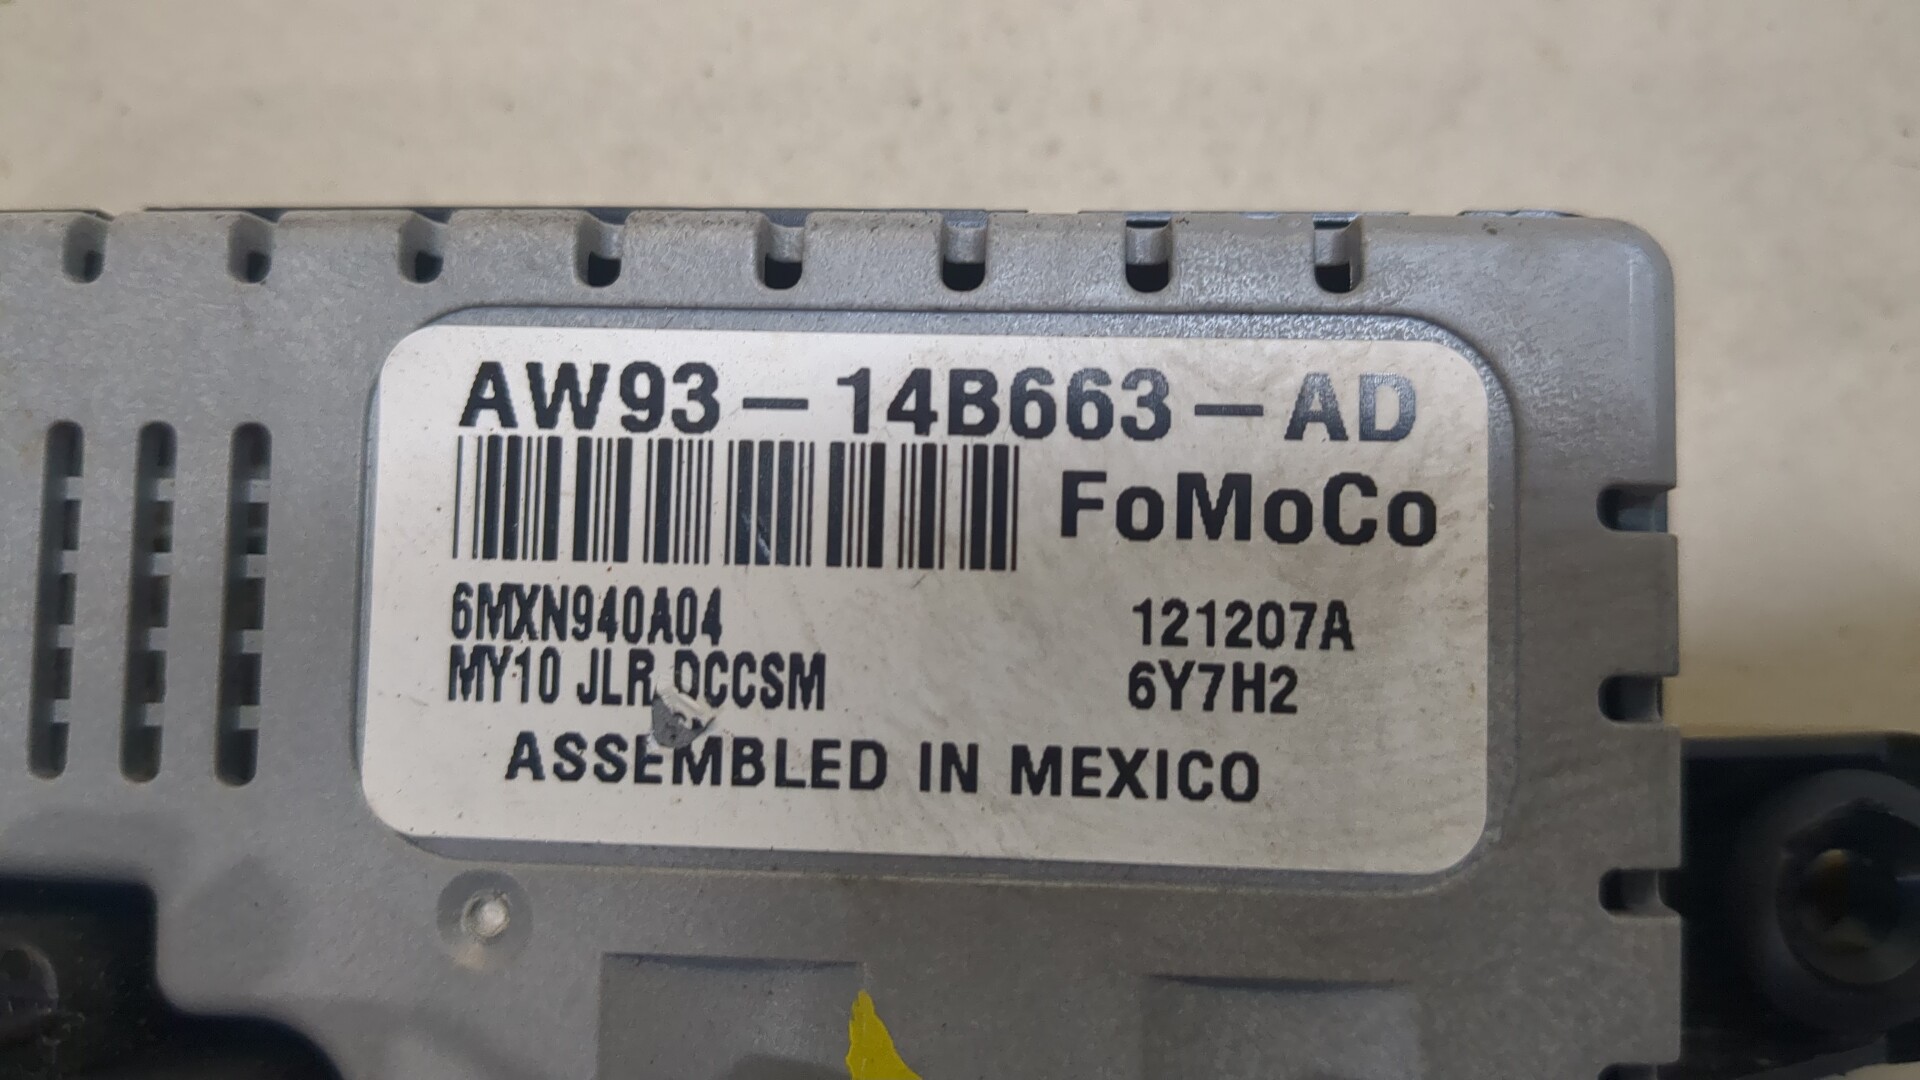 AW93-14B663-AD
FoMoCo
6MXN940A04 121207A
MY10 JLR DCCSM 6Y7H2
ASSEMBLED IN MEXICO